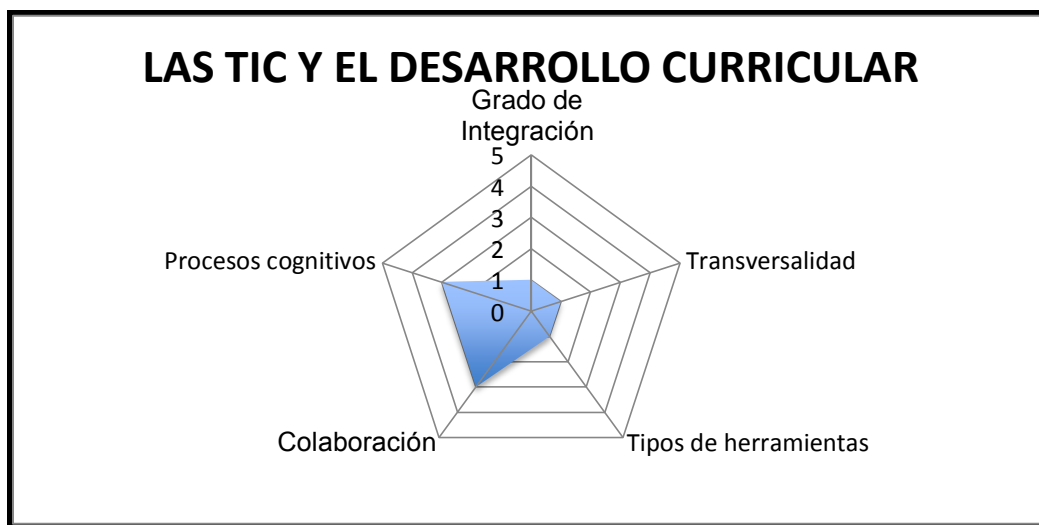 LAS TIC Y EL DESARROLLO CURRICULAR
Grado de
Integración
5
4
3
2
1
0
Procesos cognitivos
Transversalidad
Colaboración
Tipos de herramientas